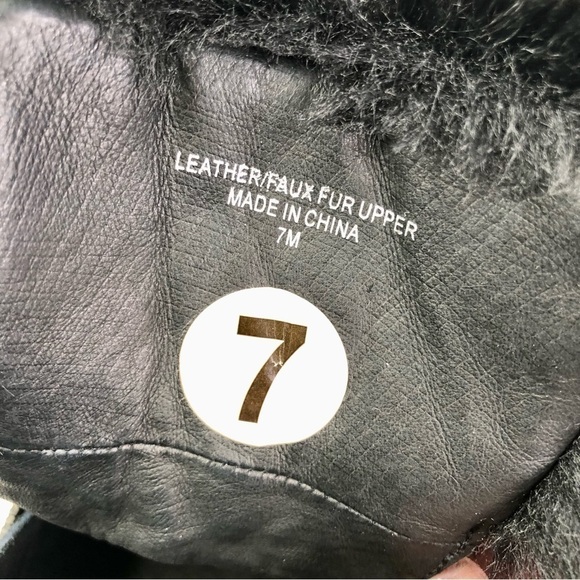 LEATHER/FAUX FUR UPPER
MADE IN CHINA
7M
7